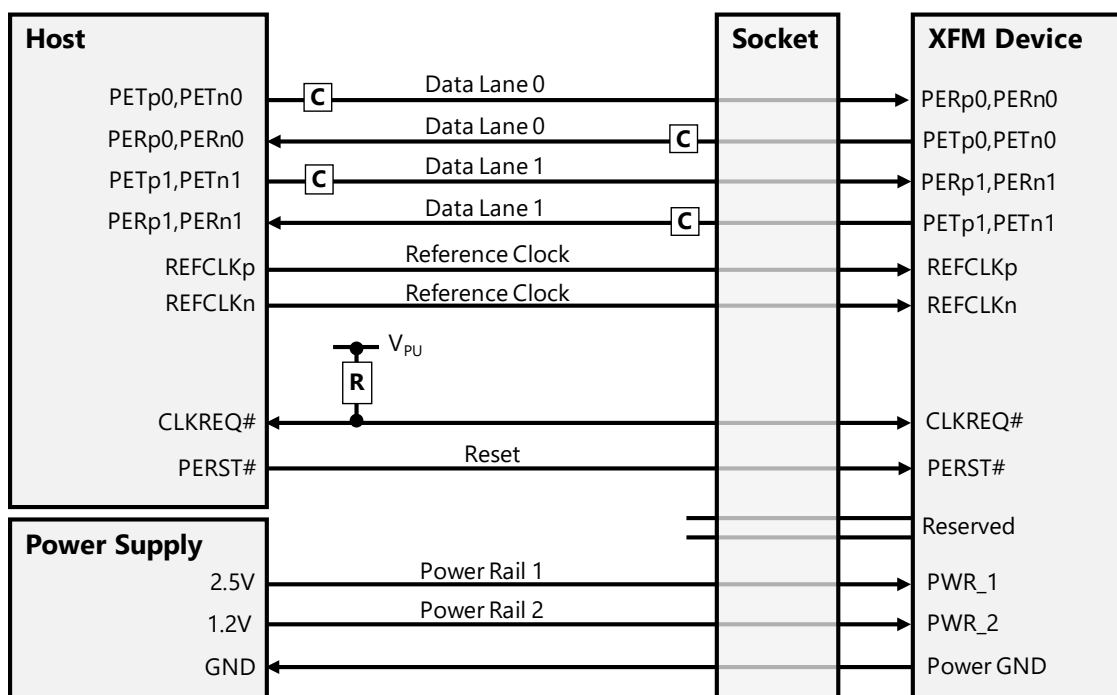 Host
Socket
XFM Device
PETp0,PETn0
C
Data Lane 0
PERp0,PERn0
PERp0,PERn0
Data Lane 0
C
PETp0,PETn0
PETp1,PETn1
C
Data Lane 1
PERp1,PERn1
PERp1,PERn1
Data Lane 1
C
PETp1,PETn1
REFCLKp
Reference Clock
REFCLKp
REFCLKn
Reference Clock
REFCLKn
VPU
R
CLKREQ#
CLKREQ#
PERST#
Reset
PERST#
Reserved
Power Supply
2.5V
Power Rail 1
PWR_1
1.2V
Power Rail 2
PWR_2
GND
Power GND